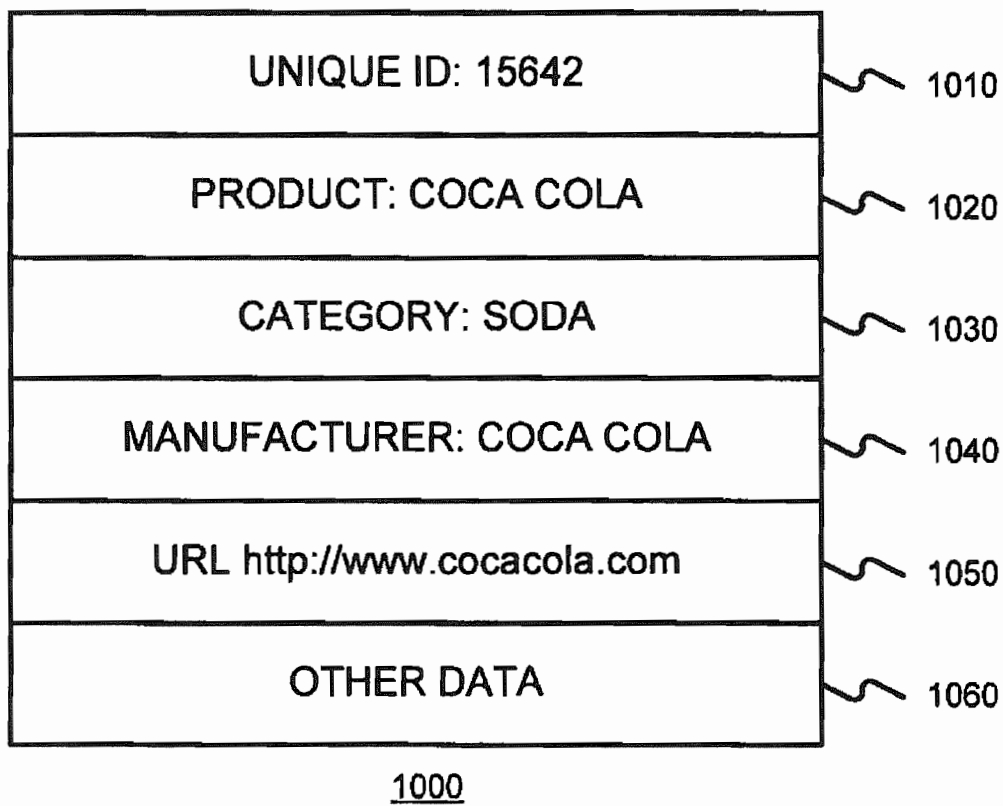 UNIQUE ID: 15642
1010
PRODUCT: COCA COLA
1020
CATEGORY: SODA
1030
MANUFACTURER: COCA COLA
1040
URL http://www.cocacola.com
1050
OTHER DATA
1060
1000